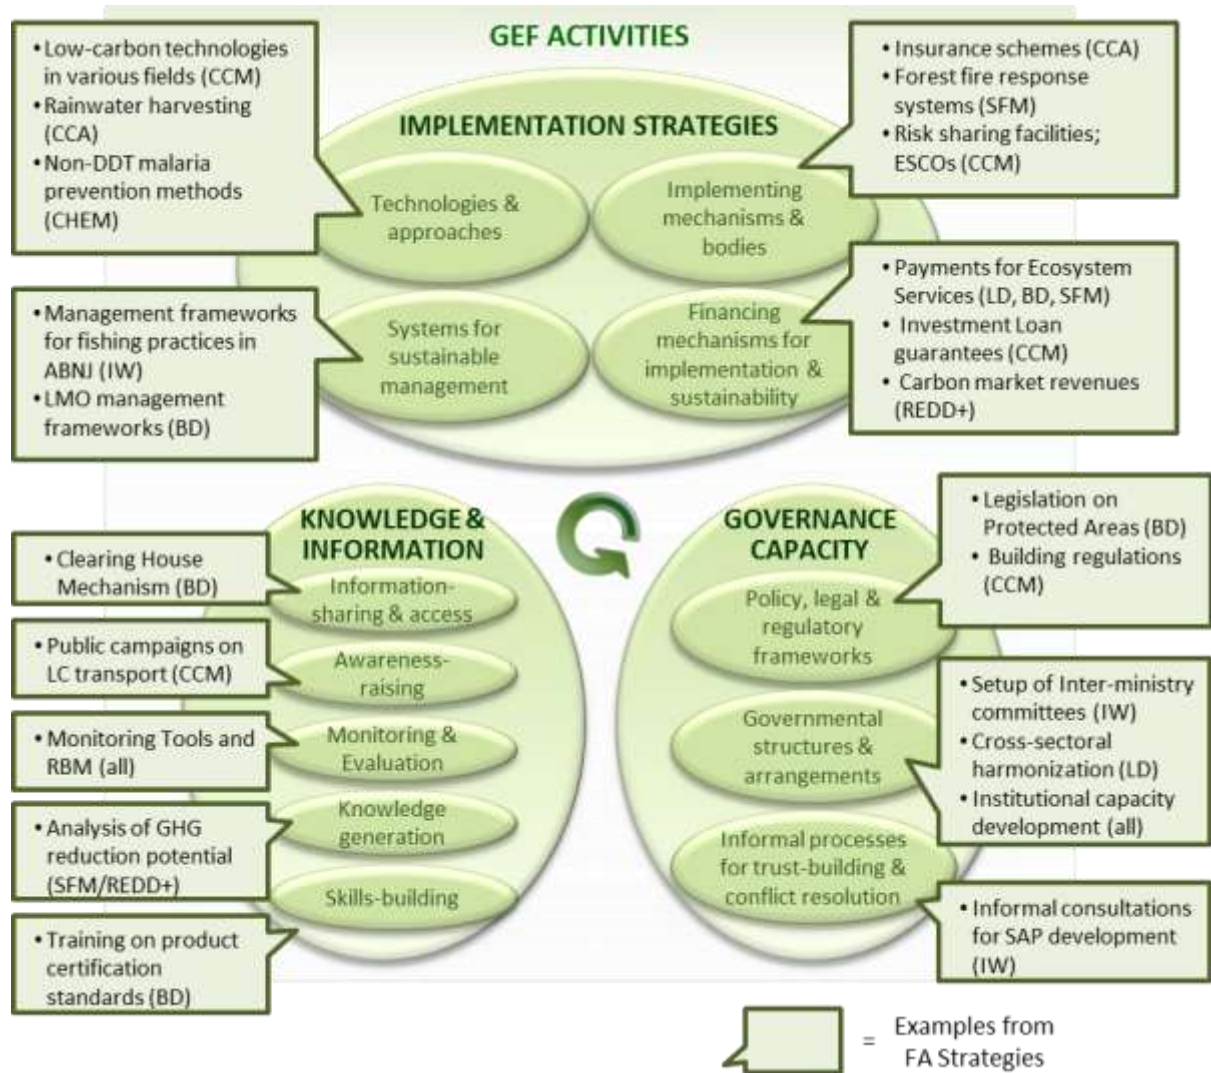 GEF ACTIVITIES
• Low-carbon technologies
in various fields (CCM)
• Rainwater harvesting
(CCA)
• Non-DDT malaria
prevention methods
(CHEM)
• Insurance schemes (CCA)
• Forest fire response
systems (SFM)
• Risk sharing facilities;
ESCOs (CCM)
IMPLEMENTATION STRATEGIES
Technologies &
approaches
Implementing
mechanisms &
bodies
• Management frameworks
for fishing practices in
ABNJ (IW)
• LMO management
frameworks (BD)
Systems for
sustainable
management
Financing
mechanisms for
implementation &
sustainability
• Payments for Ecosystem
Services (LD, BD, SFM)
• Investment Loan
guarantees (CCM)
• Carbon market revenues
(REDD+)
KNOWLEDGE &
INFORMATION
• Clearing House
Mechanism (BD)
Information-
sharing & access
• Public campaigns on
LC transport (CCM)
Awareness-
raising
• Monitoring Tools and
RBM (all)
Monitoring &
Evaluation
• Analysis of GHG
reduction potential
(SFM/REDD+)
Knowledge
generation
• Training on product
certification
standards (BD)
Skills-building
GOVERNANCE
CAPACITY
• Legislation on
Protected Areas (BD)
• Building regulations
(CCM)
Policy, legal &
regulatory
frameworks
• Setup of Inter-ministry
committees (IW)
• Cross-sectoral
harmonization (LD)
• Institutional capacity
development (all)
Governmental
structures &
arrangements
Informal processes
for trust-building &
conflict resolution
• Informal consultations
for SAP development
(IW)
= Examples from
FA Strategies